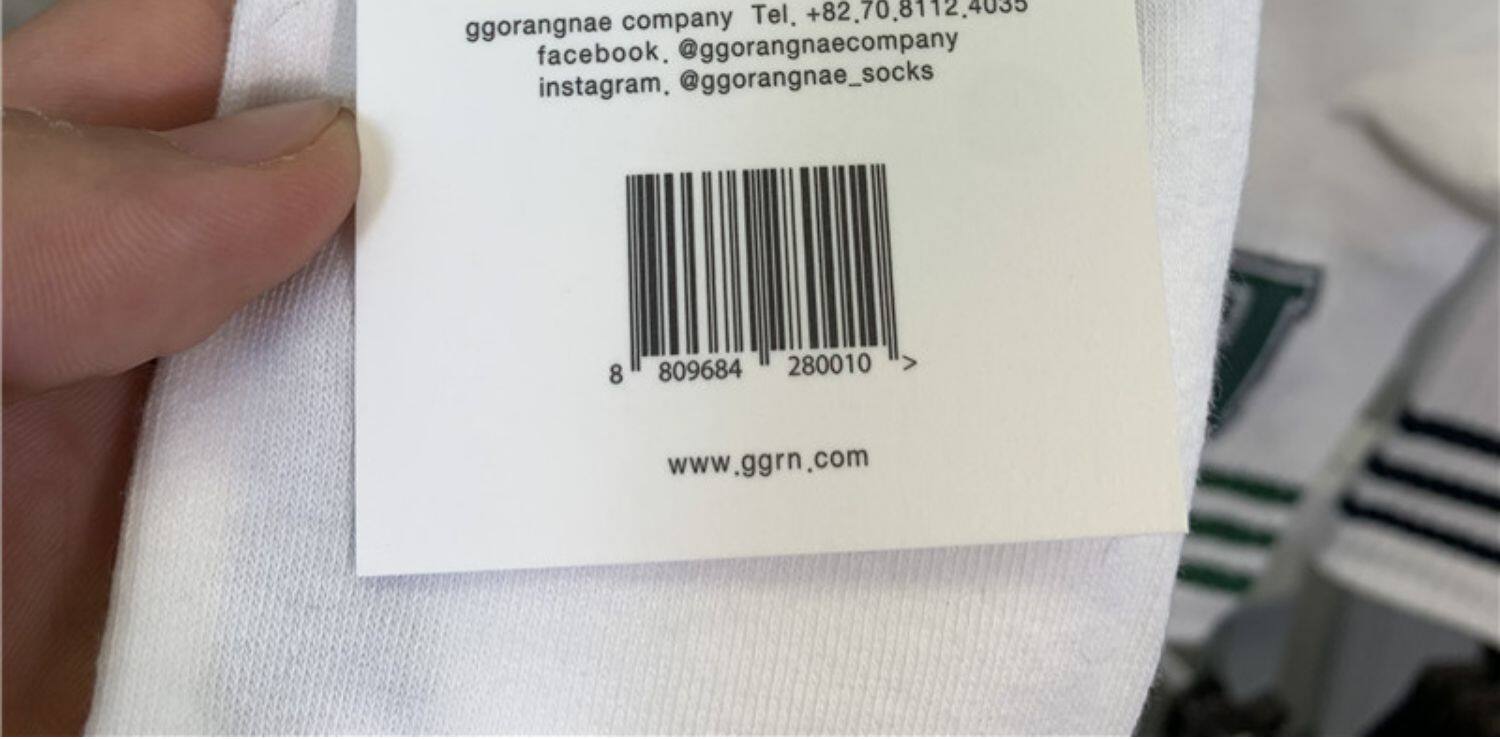 ggorangnae company Tel. +82.70.8112.4035
facebook. @ggorangnaecompany
instagram. @ggorangnae_socks
8 809684 280010 >
www.ggrn.com